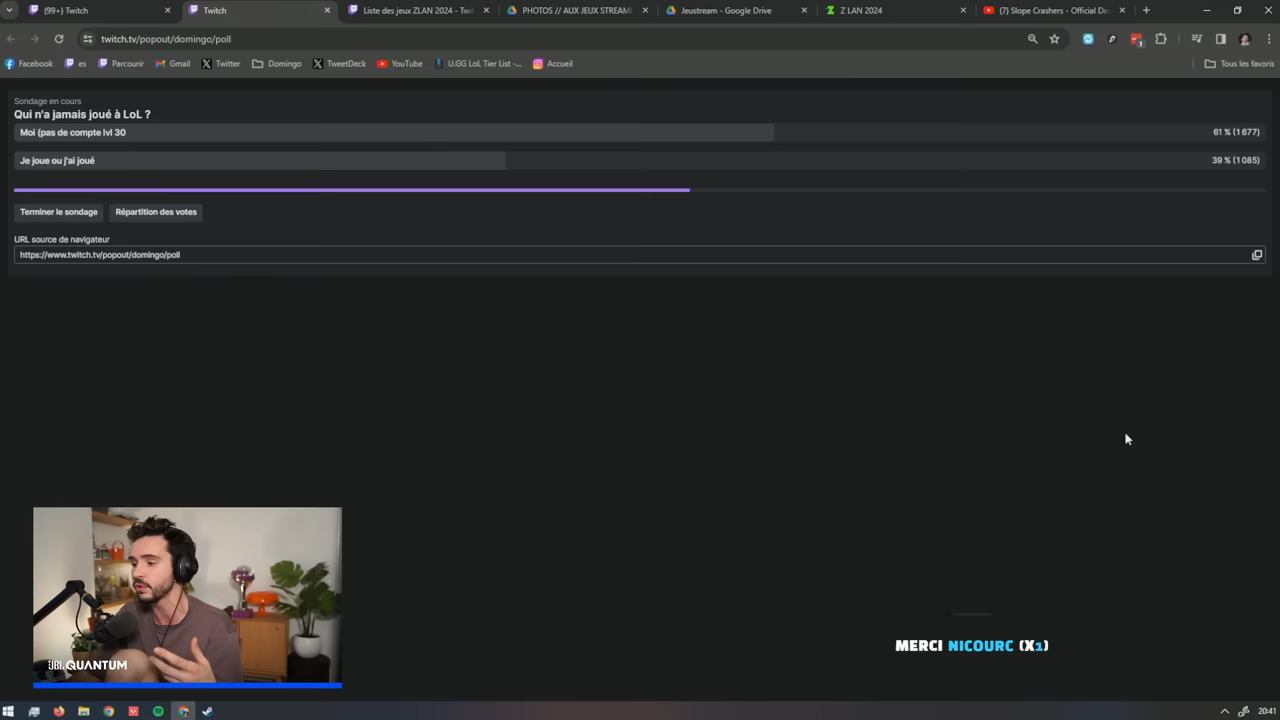 (99+) Twitch
Twitch
Liste des jeux ZLAN 2024 - Twi
PHOTOS // AUX JEUX STREAM
Jeustream - Google Drive
Z LAN 2024
(7) Slope Crashers - Official De
twitch.tv/popout/domingo/poll
1
Facebook
es
Parcourir
Gmail
Twitter
Domingo
TweetDeck
YouTube
U.GG LoL Tier List -...
Accueil
Tous les favoris
Sondage en cours
Qui n'a jamais joué à LoL ?
Moi (pas de compte lvl 30
61 % (1 677)
Je joue ou j'ai joué
39 % (1 085)
Terminer le sondage
Répartition des votes
URL source de navigateur
https://www.twitch.tv/popout/domingo/poll
QUANTUM
MERCI NICOURC (X1)
20:41